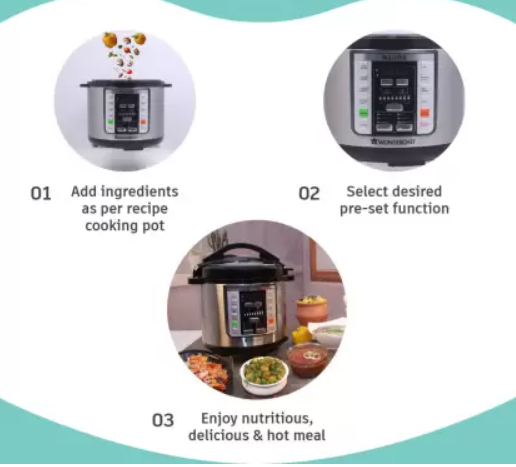 01
Add ingredients
as per recipe
cooking pot
02
Select desired
pre-set function
WONDERCHEF
03
Enjoy nutritious,
delicious & hot meal